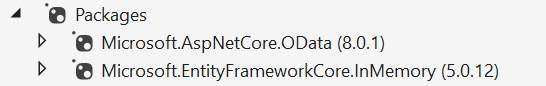 Packages
Microsoft.AspNetCore.OData (8.0.1)
Microsoft.EntityFrameworkCore.InMemory (5.0.12)